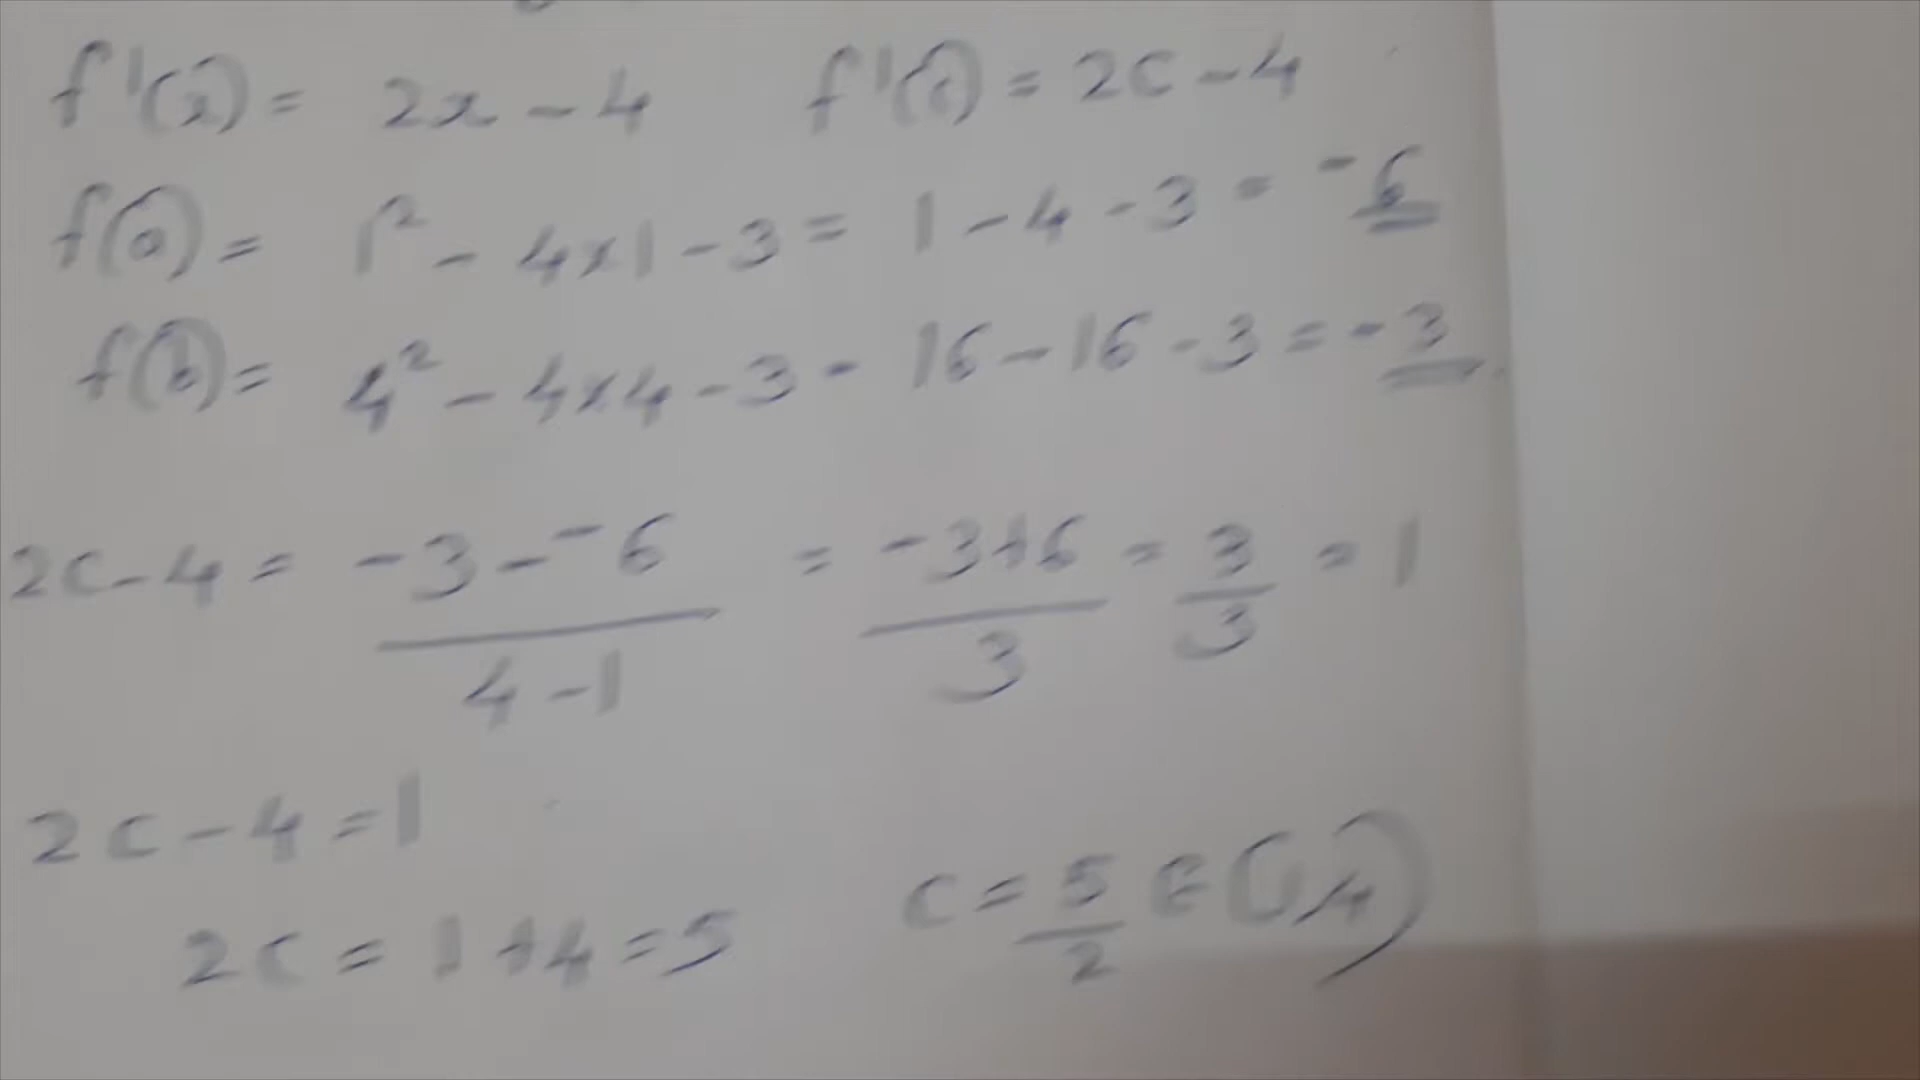 f'(x) = 2x - 4 f'(c) = 2c - 4
f(a) = 1² - 4×1 - 3 = 1 - 4 - 3 = -6
f(b) = 4² - 4×4 - 3 - 16 - 16 - 3 = -3
2c - 4 = (-3 - -6)/(4 - 1) = (-3+6)/3 = 3/3 = 1
2c - 4 = 1
2c = 1 + 4 = 5 c = 5/2 ∈ (1,4)